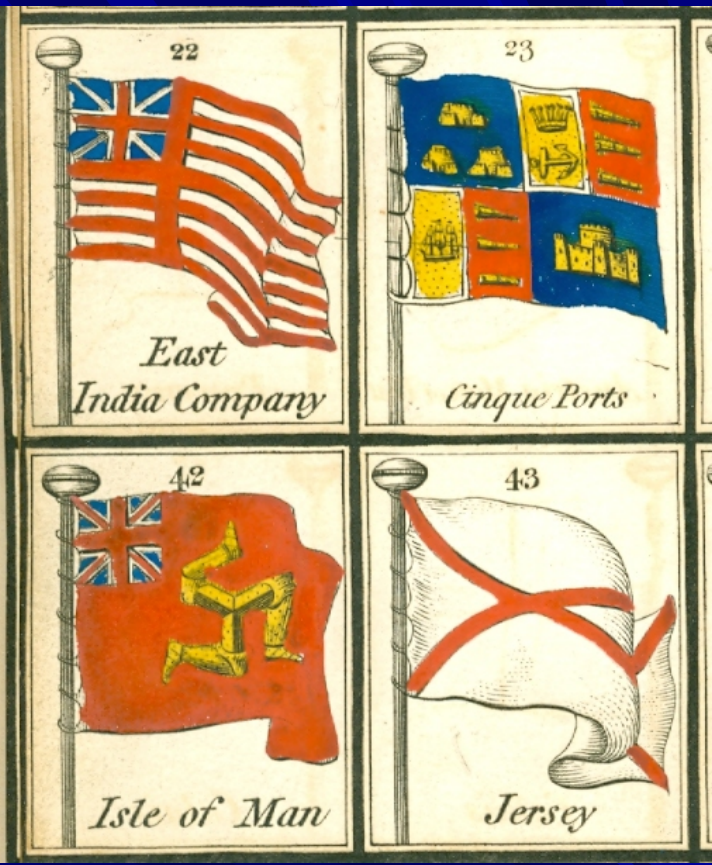 22
East
India Company
23
Cinque Ports
42
Isle of Man
43
Jersey